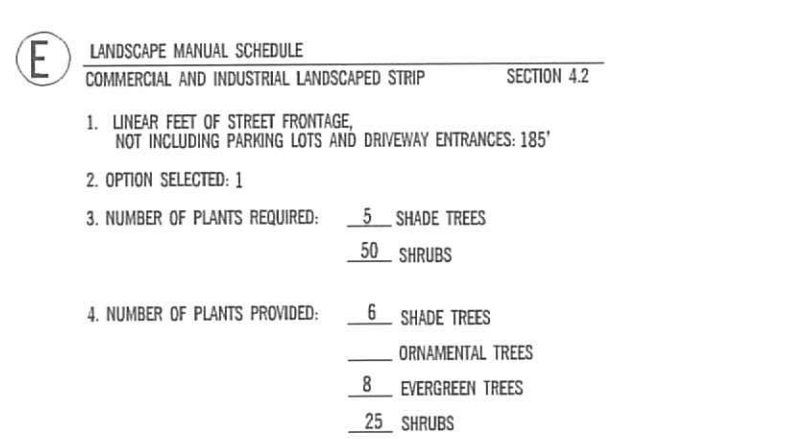 E
LANDSCAPE MANUAL SCHEDULE
COMMERCIAL AND INDUSTRIAL LANDSCAPED STRIP SECTION 4.2
1. LINEAR FEET OF STREET FRONTAGE,
NOT INCLUDING PARKING LOTS AND DRIVEWAY ENTRANCES: 185'
2. OPTION SELECTED: 1
3. NUMBER OF PLANTS REQUIRED: 5 SHADE TREES
50 SHRUBS
4. NUMBER OF PLANTS PROVIDED: 6 SHADE TREES
____ ORNAMENTAL TREES
8 EVERGREEN TREES
25 SHRUBS